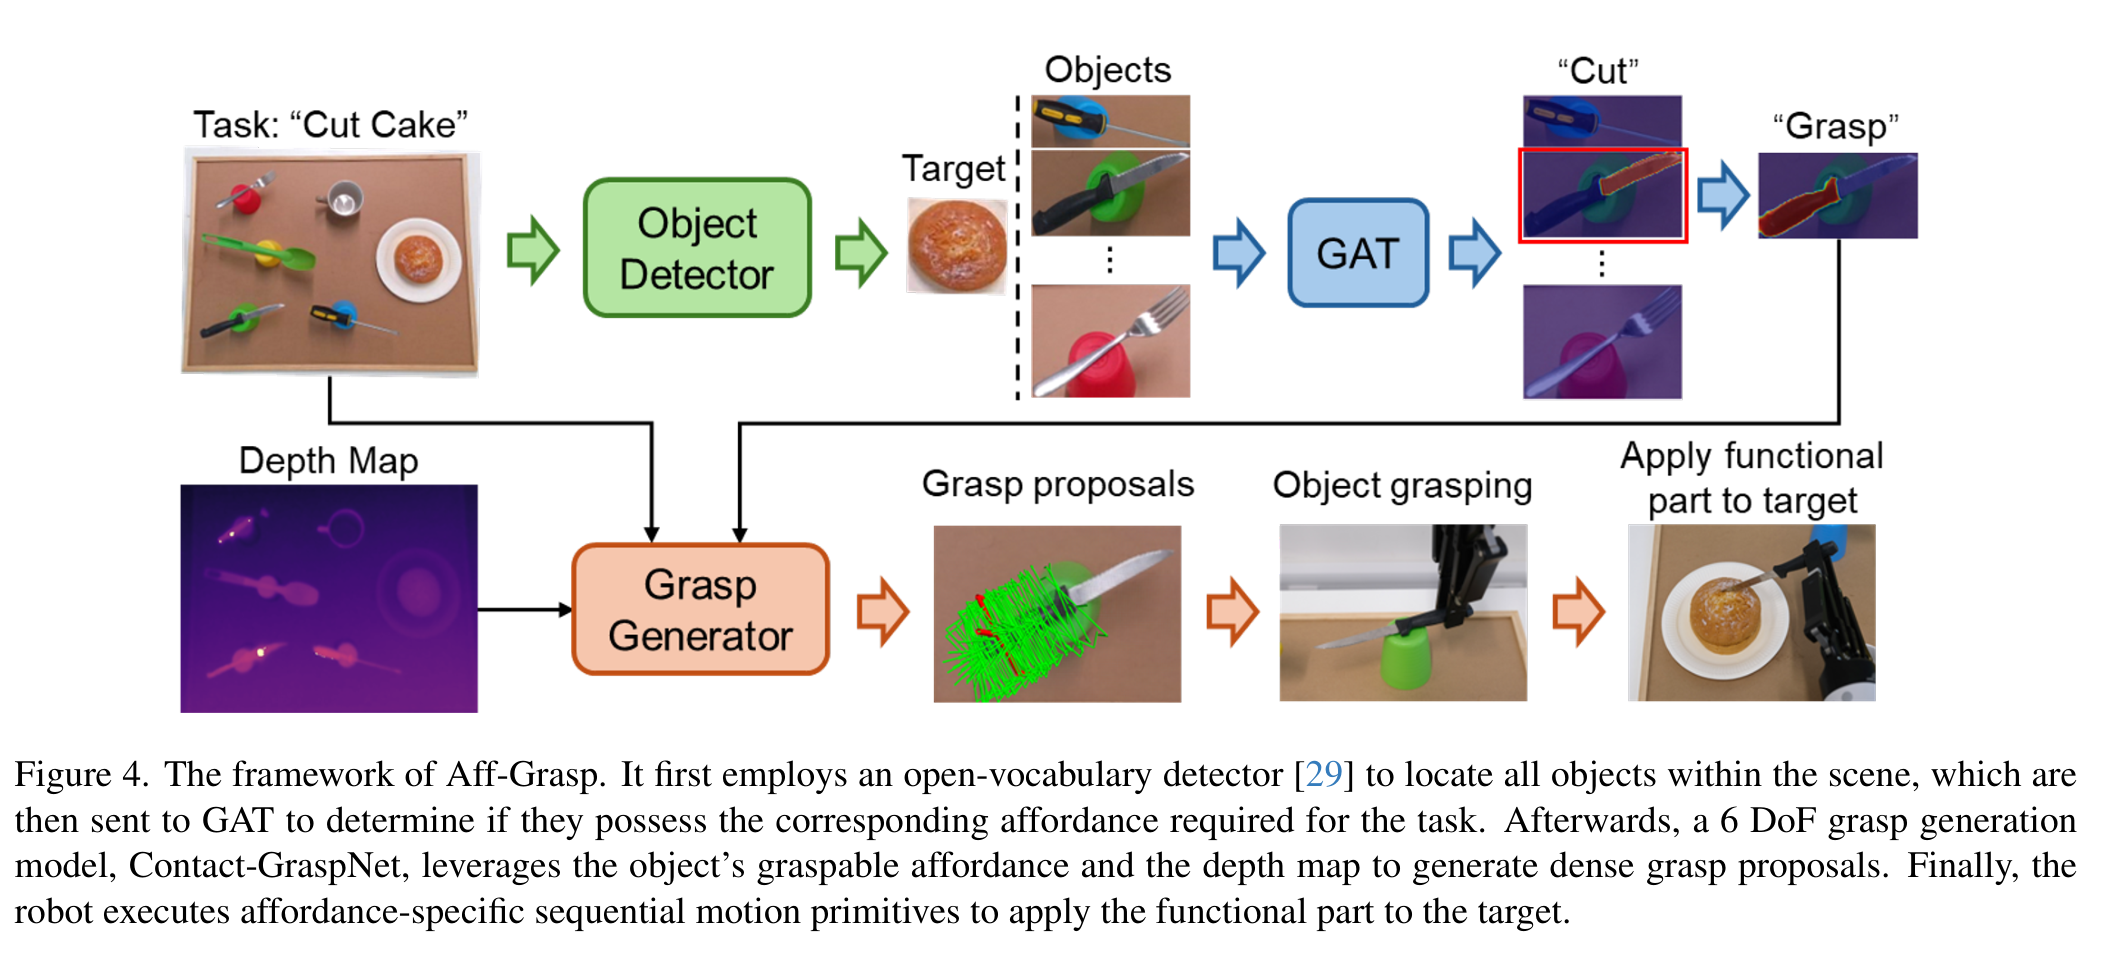 Task: “Cut Cake”
Object
Detector
Target
Objects
GAT
“Cut”
“Grasp”
Depth Map
Grasp
Generator
Grasp proposals
Object grasping
Apply functional
part to target
Figure 4. The framework of Aff-Grasp. It first employs an open-vocabulary detector [29] to locate all objects within the scene, which are
then sent to GAT to determine if they possess the corresponding affordance required for the task. Afterwards, a 6 DoF grasp generation
model, Contact-GraspNet, leverages the object’s graspable affordance and the depth map to generate dense grasp proposals. Finally, the
robot executes affordance-specific sequential motion primitives to apply the functional part to the target.